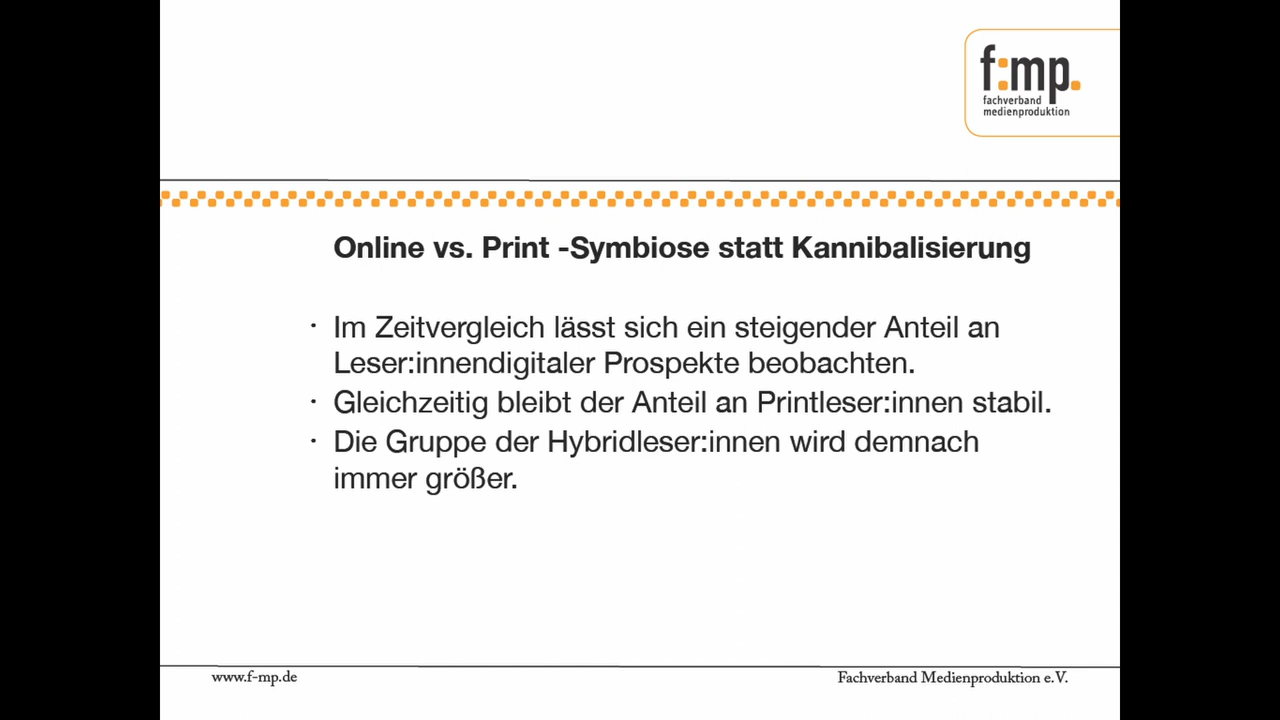 f:mp.
fachverband
medienproduktion
Online vs. Print -Symbiose statt Kannibalisierung
· Im Zeitvergleich lässt sich ein steigender Anteil an
Leser:innendigitaler Prospekte beobachten.
· Gleichzeitig bleibt der Anteil an Printleser:innen stabil.
· Die Gruppe der Hybridleser:innen wird demnach
immer größer.
www.f-mp.de
Fachverband Medienproduktion e.V.